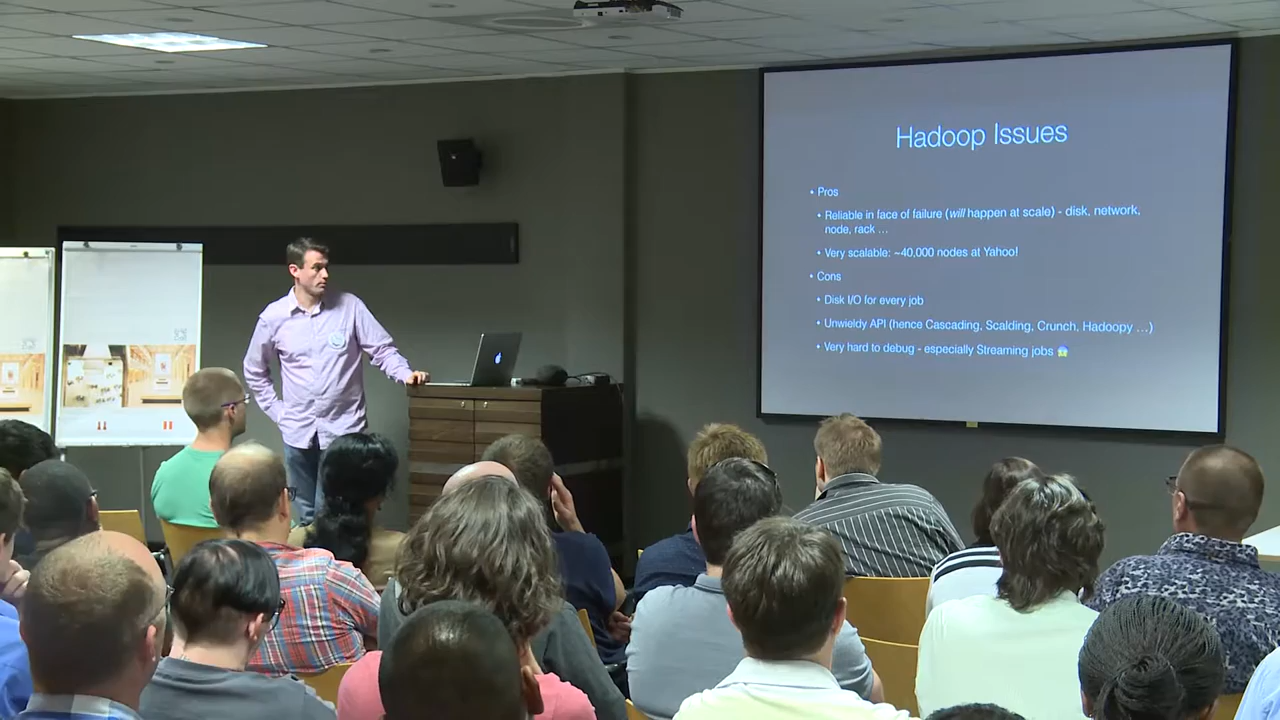 Hadoop Issues
• Pros
• Reliable in face of failure (will happen at scale) - disk, network,
node, rack ...
• Very scalable: ~40,000 nodes at Yahoo!
• Cons
• Disk I/O for every job
• Unwieldy API (hence Cascading, Scalding, Crunch, Hadoopy ...)
• Very hard to debug - especially Streaming jobs 😱